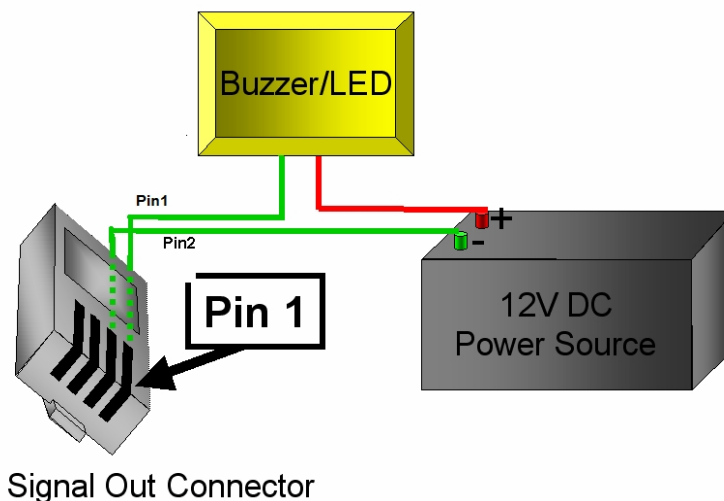 Buzzer/LED
Pin1
Pin2
+
-
Pin 1
12V DC
Power Source
Signal Out Connector